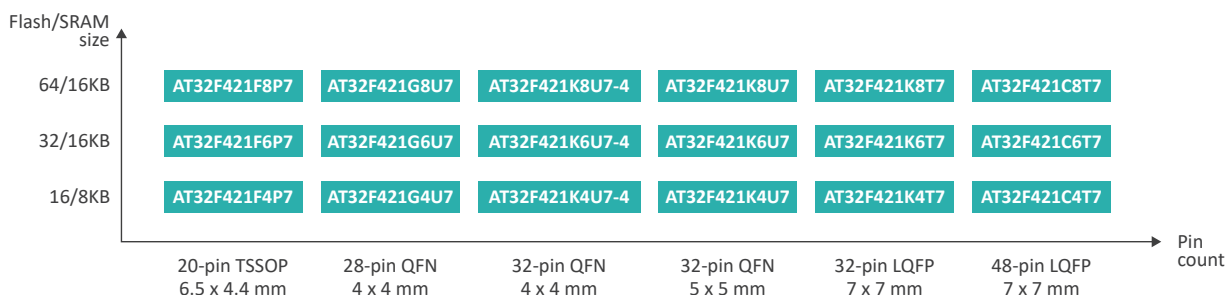 Flash/SRAM
size
64/16KB
AT32F421F8P7 AT32F421G8U7 AT32F421K8U7-4 AT32F421K8U7 AT32F421K8T7 AT32F421C8T7
32/16KB
AT32F421F6P7 AT32F421G6U7 AT32F421K6U7-4 AT32F421K6U7 AT32F421K6T7 AT32F421C6T7
16/8KB
AT32F421F4P7 AT32F421G4U7 AT32F421K4U7-4 AT32F421K4U7 AT32F421K4T7 AT32F421C4T7
Pin
count
20-pin TSSOP 28-pin QFN 32-pin QFN 32-pin QFN 32-pin LQFP 48-pin LQFP
6.5 x 4.4 mm 4 x 4 mm 4 x 4 mm 5 x 5 mm 7 x 7 mm 7 x 7 mm